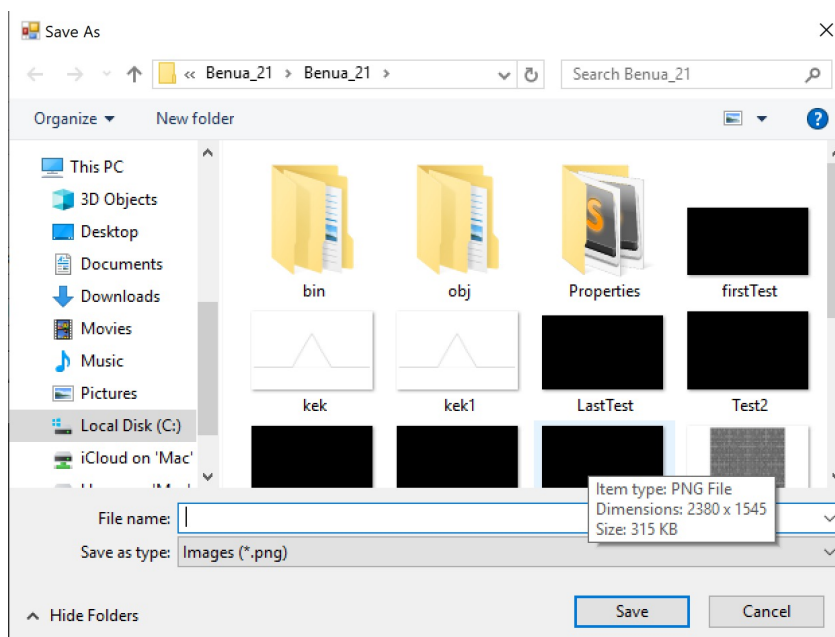 Save As
« Benua_21 > Benua_21 >
Search Benua_21
Organize
New folder
This PC
3D Objects
Desktop
Documents
Downloads
Movies
Music
Pictures
Local Disk (C:)
iCloud on 'Mac'
bin
obj
Properties
firstTest
kek
kek1
LastTest
Test2
Item type: PNG File
Dimensions: 2380 x 1545
Size: 315 KB
File name:
Save as type: Images (*.png)
Hide Folders
Save
Cancel